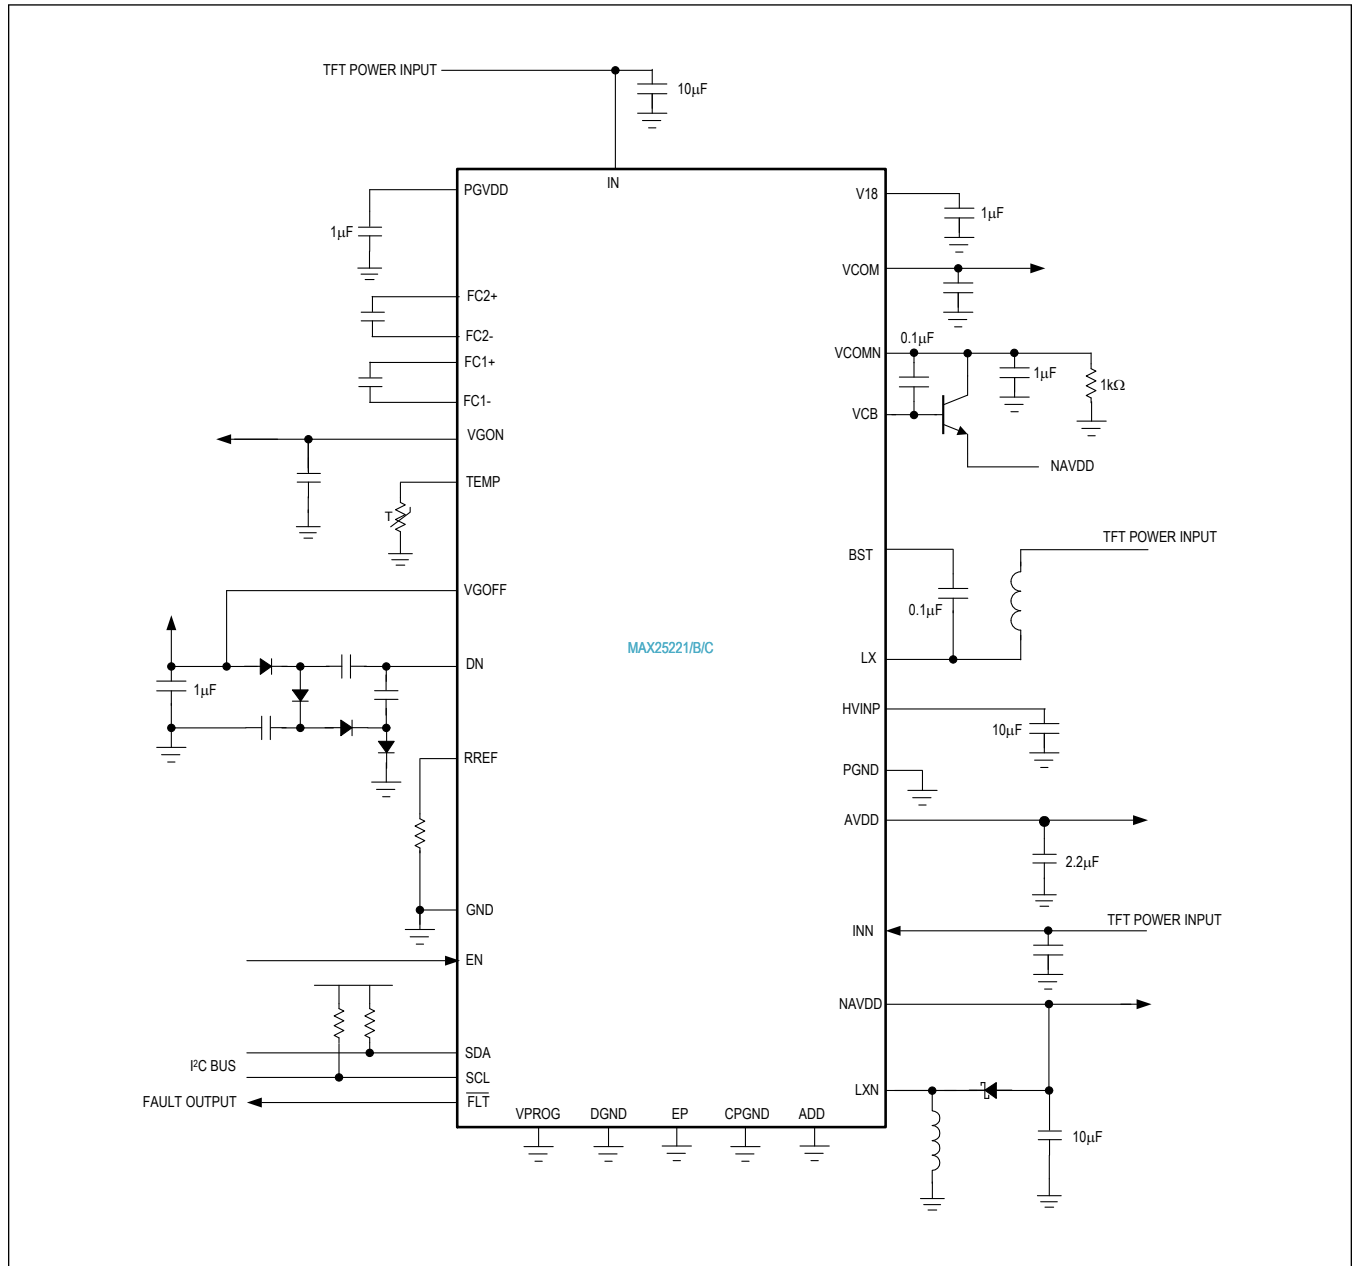 TFT POWER INPUT
10µF
IN
PGVDD
1µF
FC2+
FC2-
FC1+
FC1-
VGON
TEMP
T
VGOFF
DN
1µF
RREF
GND
EN
SDA
I²C BUS
SCL
FAULT OUTPUT
FLT
VPROG
DGND
EP
CPGND
ADD
MAX25221/B/C
V18
1µF
VCOM
0.1µF
VCOMN
1µF
1kΩ
VCB
NAVDD
TFT POWER INPUT
BST
0.1µF
LX
HVINP
10µF
PGND
AVDD
2.2µF
TFT POWER INPUT
INN
NAVDD
LXN
10µF